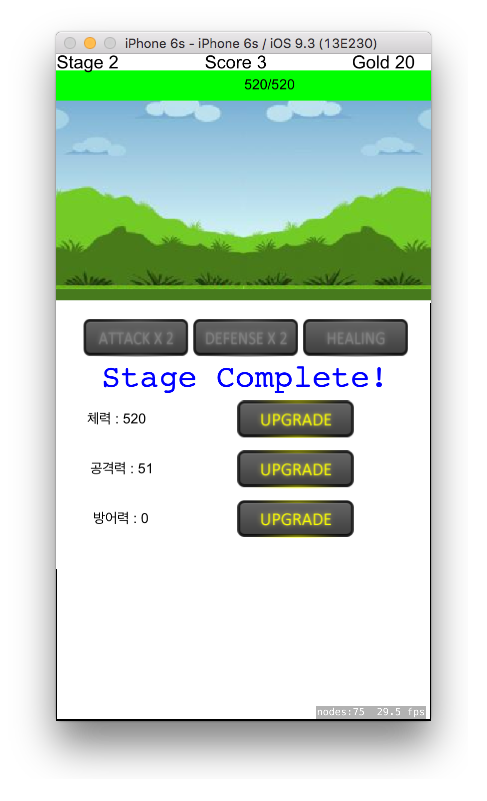 iPhone 6s - iPhone 6s / iOS 9.3 (13E230)
Stage 2 Score 3 Gold 20
520/520
ATTACK X 2 DEFENSE X 2 HEALING
Stage Complete!
체력 : 520 UPGRADE
공격력 : 51 UPGRADE
방어력 : 0 UPGRADE
nodes:75 29.5 fps